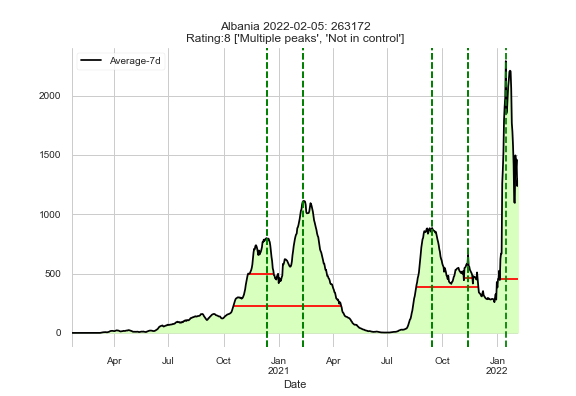 Albania 2022-02-05: 263172
Rating:8 ['Multiple peaks', 'Not in control']
Average-7d
2000
1500
1000
500
0
Apr Jul Oct Jan Apr Jul Oct Jan
2021 2022
Date